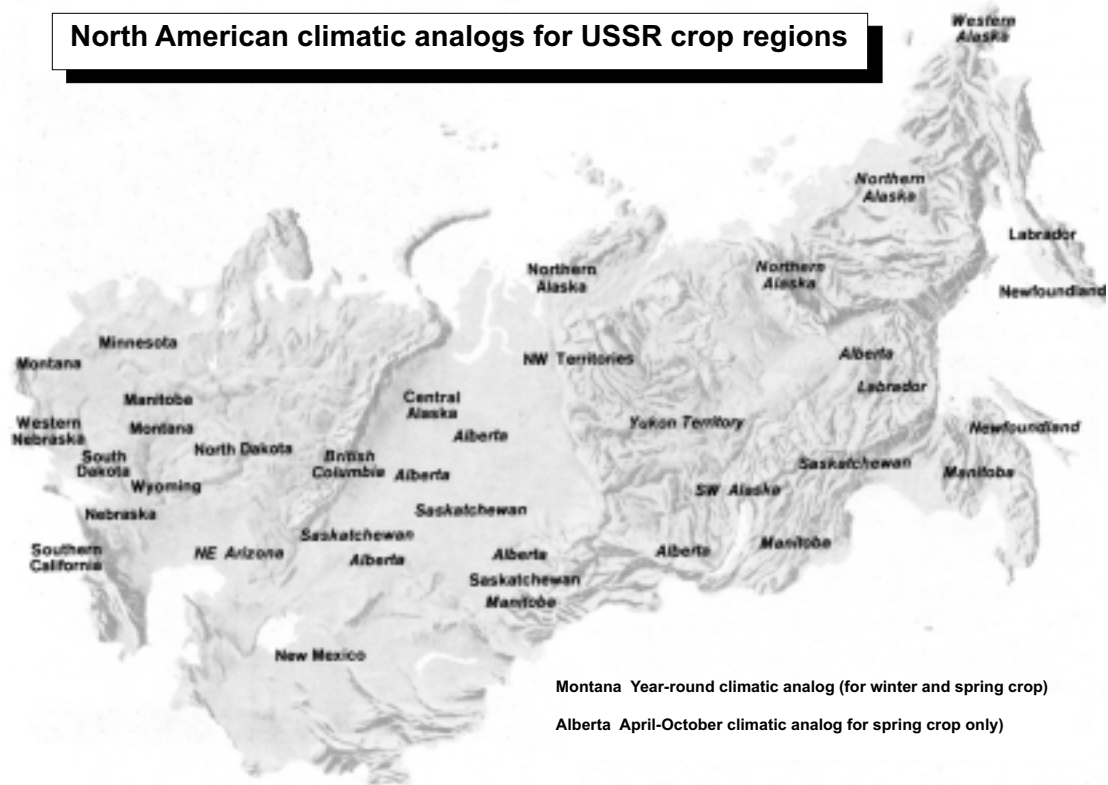 North American climatic analogs for USSR crop regions
Western
Alaska
Northern
Alaska
Labrador
Northern
Alaska
Northern
Alaska
Newfoundland
Minnesota
Montana
NW Territories
Alberta
Labrador
Central
Alaska
Manitoba
Western
Nebraska
Montana
Alberta
Yukon Territory
Newfoundland
North Dakota
South
Dakota
British
Columbia
Alberta
Saskatchewan
Manitoba
Wyoming
SW Alaska
Nebraska
Saskatchewan
Saskatchewan
Southern
California
NE Arizona
Alberta
Alberta
Alberta
Manitoba
Saskatchewan
Manitoba
New Mexico
Montana Year-round climatic analog (for winter and spring crop)
Alberta April-October climatic analog for spring crop only)